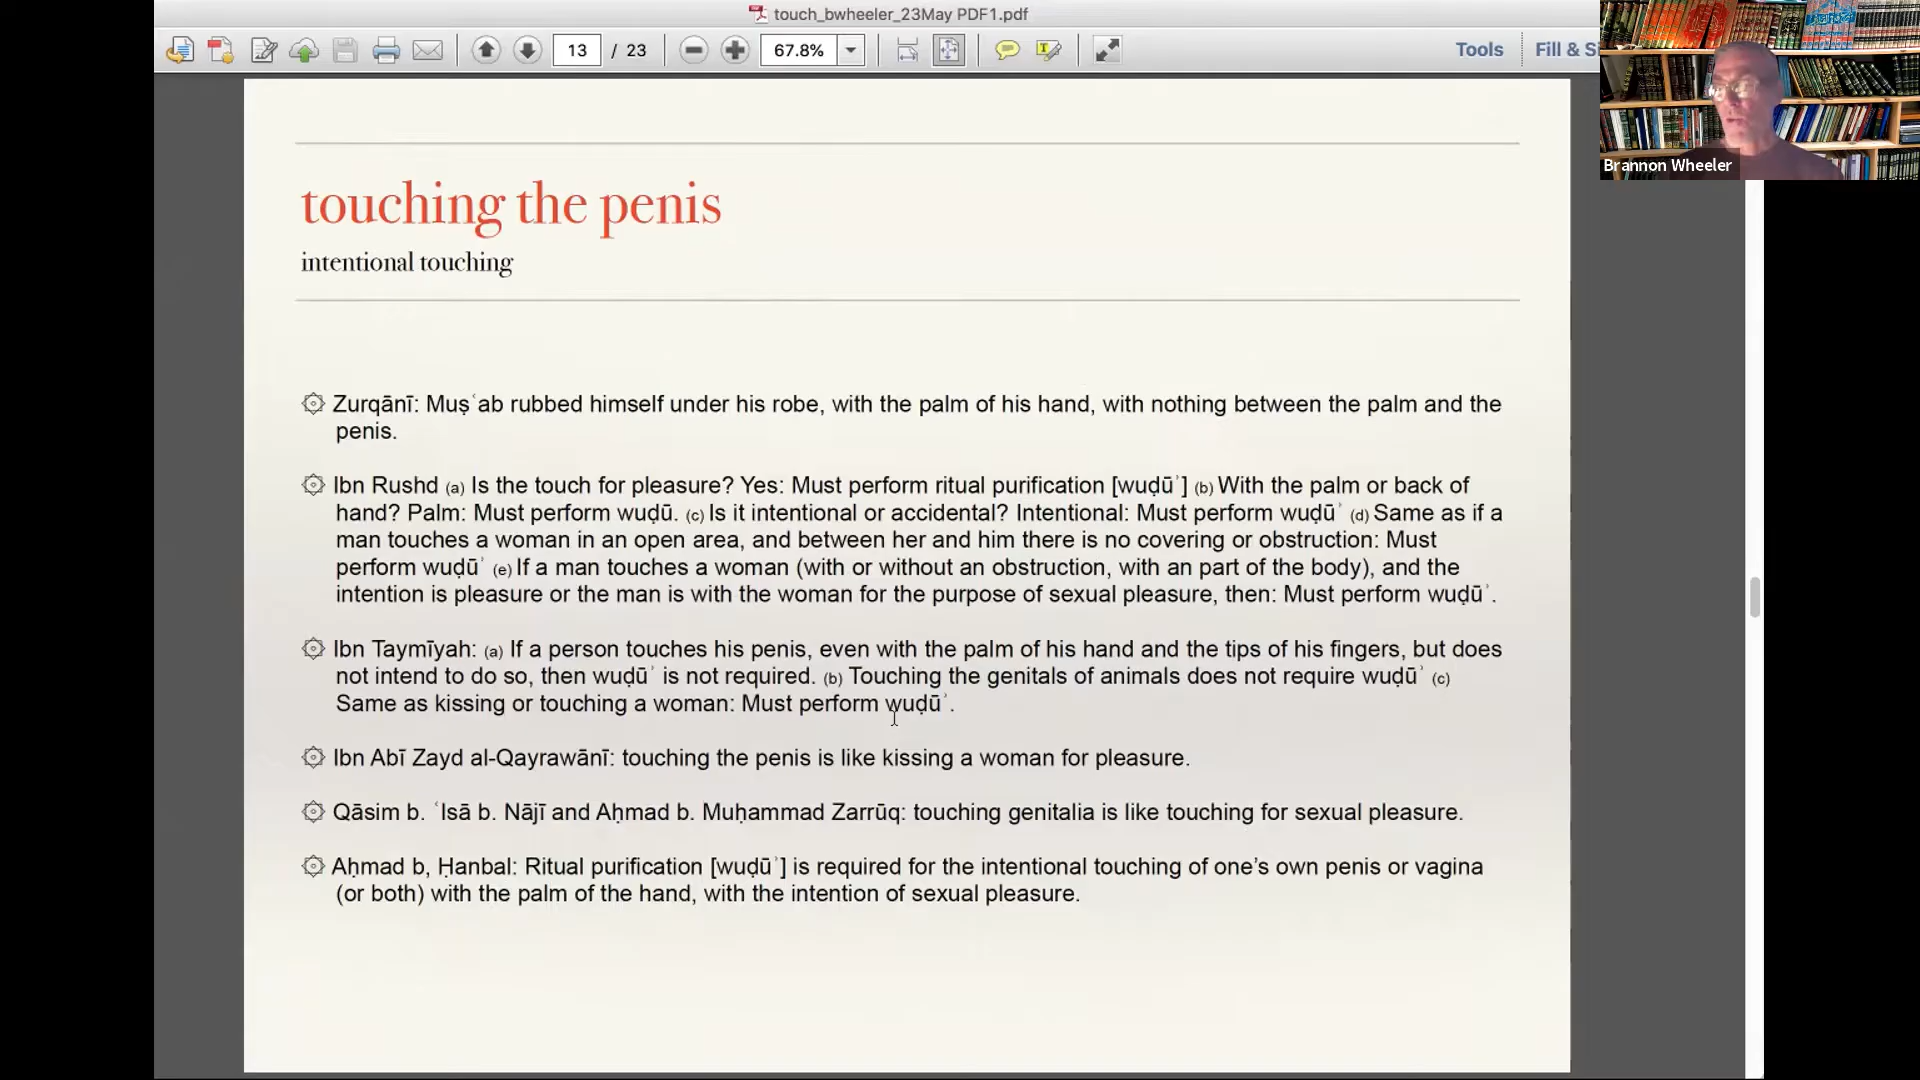 touch_bwheeler_23May PDF1.pdf
13 / 23
67.8%
Tools
Fill & Si
Brannon Wheeler
touching the penis
intentional touching
Zurqānī: Muṣʿab rubbed himself under his robe, with the palm of his hand, with nothing between the palm and the
penis.
Ibn Rushd (a) Is the touch for pleasure? Yes: Must perform ritual purification [wuḍūʾ] (b) With the palm or back of
hand? Palm: Must perform wuḍū. (c) Is it intentional or accidental? Intentional: Must perform wuḍūʾ (d) Same as if a
man touches a woman in an open area, and between her and him there is no covering or obstruction: Must
perform wuḍūʾ (e) If a man touches a woman (with or without an obstruction, with an part of the body), and the
intention is pleasure or the man is with the woman for the purpose of sexual pleasure, then: Must perform wuḍūʾ.
Ibn Taymīyah: (a) If a person touches his penis, even with the palm of his hand and the tips of his fingers, but does
not intend to do so, then wuḍūʾ is not required. (b) Touching the genitals of animals does not require wuḍūʾ (c)
Same as kissing or touching a woman: Must perform wuḍūʾ.
Ibn Abī Zayd al-Qayrawānī: touching the penis is like kissing a woman for pleasure.
Qāsim b. ʿIsā b. Nājī and Aḥmad b. Muḥammad Zarrūq: touching genitalia is like touching for sexual pleasure.
Aḥmad b, Ḥanbal: Ritual purification [wuḍūʾ] is required for the intentional touching of one's own penis or vagina
(or both) with the palm of the hand, with the intention of sexual pleasure.